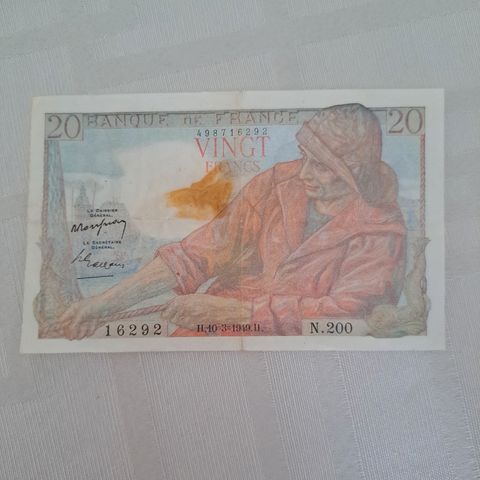 20 BANQUE DE FRANCE 20
498716292
VINGT
FRANCS
LE CAISSIER
GÉNÉRAL,
LE SECRÉTAIRE
GÉNÉRAL,
16292 H.10-3=1949.H. N.200